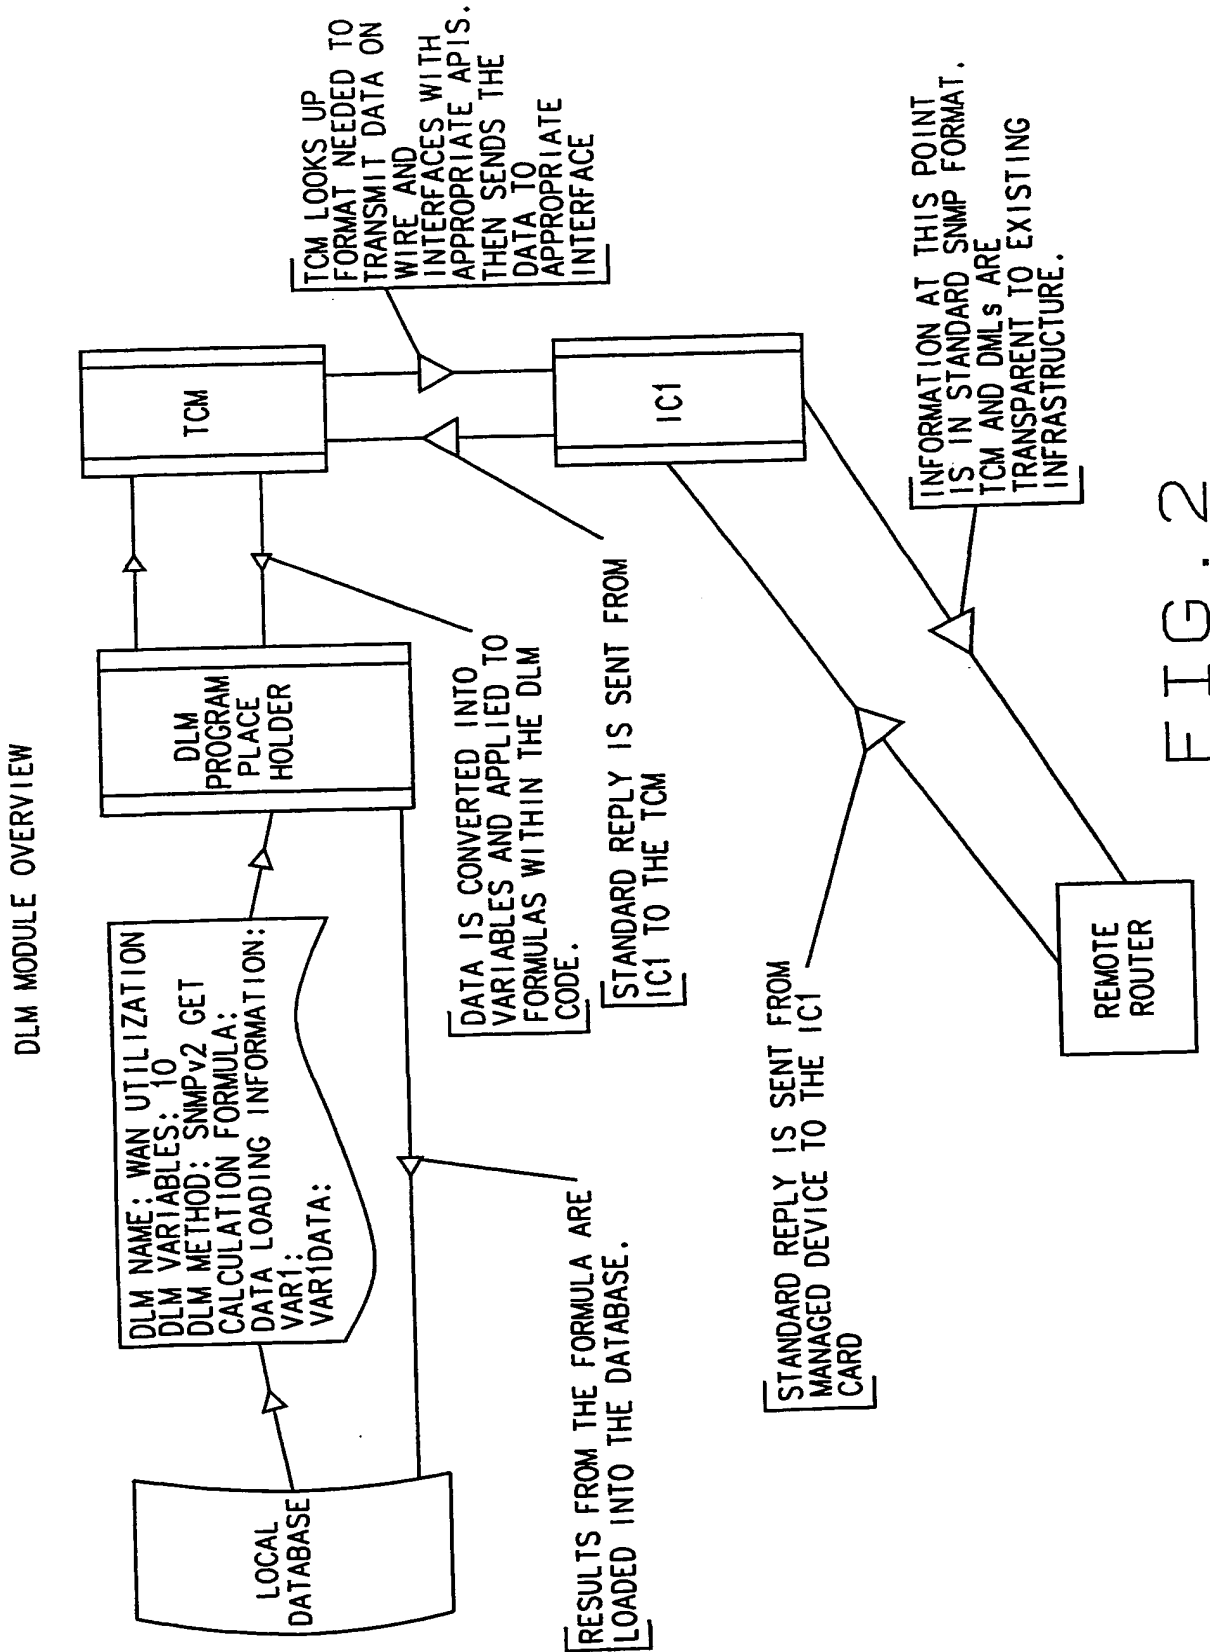 DLM MODULE OVERVIEW
LOCAL
DATABASE
DLM NAME: WAN UTILIZATION
DLM VARIABLES: 10
DLM METHOD: SNMPv2 GET
CALCULATION FORMULA:
DATA LOADING INFORMATION:
VAR1:
VAR1DATA:
DLM
PROGRAM
PLACE
HOLDER
TCM
TCM LOOKS UP
FORMAT NEEDED TO
TRANSMIT DATA ON
WIRE AND
INTERFACES WITH
APPROPRIATE APIS.
THEN SENDS THE
DATA TO
APPROPRIATE
INTERFACE
DATA IS CONVERTED INTO
VARIABLES AND APPLIED TO
FORMULAS WITHIN THE DLM
CODE.
RESULTS FROM THE FORMULA ARE
LOADED INTO THE DATABASE.
STANDARD REPLY IS SENT FROM
IC1 TO THE TCM
IC1
STANDARD REPLY IS SENT FROM
MANAGED DEVICE TO THE IC1
CARD
INFORMATION AT THIS POINT
IS IN STANDARD SNMP FORMAT.
TCM AND DMLs ARE
TRANSPARENT TO EXISTING
INFRASTRUCTURE.
REMOTE
ROUTER
FIG. 2